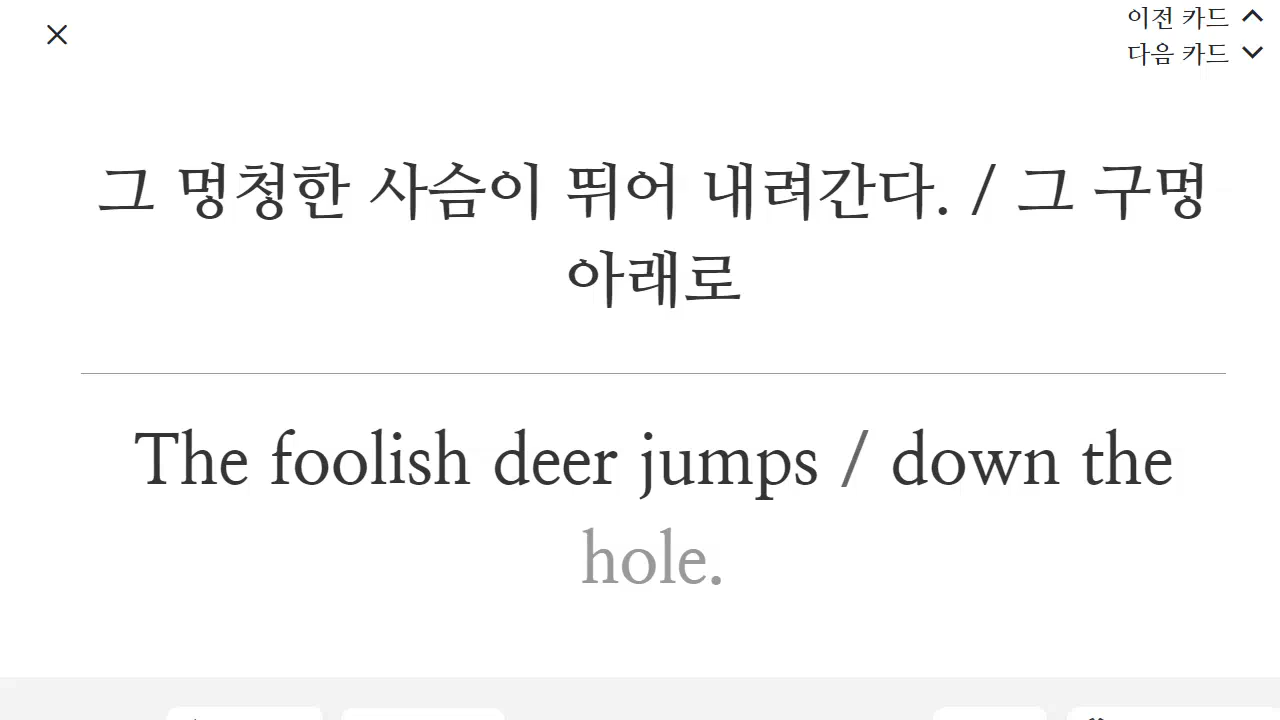 이전 카드
다음 카드
그 멍청한 사슴이 뛰어 내려간다. / 그 구멍
아래로
The foolish deer jumps / down the
hole.